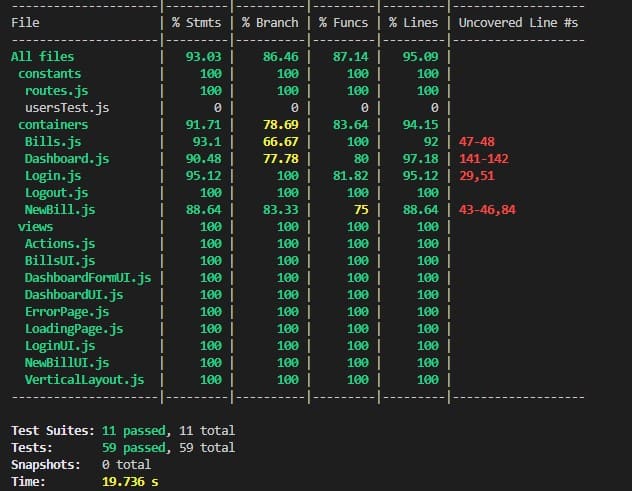 ---------------------|---------|----------|---------|---------|-------------------
File                 | % Stmts | % Branch | % Funcs | % Lines | Uncovered Line #s
---------------------|---------|----------|---------|---------|-------------------
All files            |   93.03 |    86.46 |   87.14 |   95.09 |
 constants           |     100 |      100 |     100 |     100 |
  routes.js          |     100 |      100 |     100 |     100 |
  usersTest.js       |       0 |        0 |       0 |       0 |
 containers          |   91.71 |    78.69 |   83.64 |   94.15 |
  Bills.js           |    93.1 |    66.67 |     100 |      92 | 47-48
  Dashboard.js       |   90.48 |    77.78 |      80 |   97.18 | 141-142
  Login.js           |   95.12 |      100 |   81.82 |   95.12 | 29,51
  Logout.js          |     100 |      100 |     100 |     100 |
  NewBill.js         |   88.64 |    83.33 |      75 |   88.64 | 43-46,84
 views               |     100 |      100 |     100 |     100 |
  Actions.js         |     100 |      100 |     100 |     100 |
  BillsUI.js         |     100 |      100 |     100 |     100 |
  DashboardFormUI.js |     100 |      100 |     100 |     100 |
  DashboardUI.js     |     100 |      100 |     100 |     100 |
  ErrorPage.js       |     100 |      100 |     100 |     100 |
  LoadingPage.js     |     100 |      100 |     100 |     100 |
  LoginUI.js         |     100 |      100 |     100 |     100 |
  NewBillUI.js       |     100 |      100 |     100 |     100 |
  VerticalLayout.js  |     100 |      100 |     100 |     100 |
---------------------|---------|----------|---------|---------|-------------------
Test Suites: 11 passed, 11 total
Tests:       59 passed, 59 total
Snapshots:   0 total
Time:        19.736 s